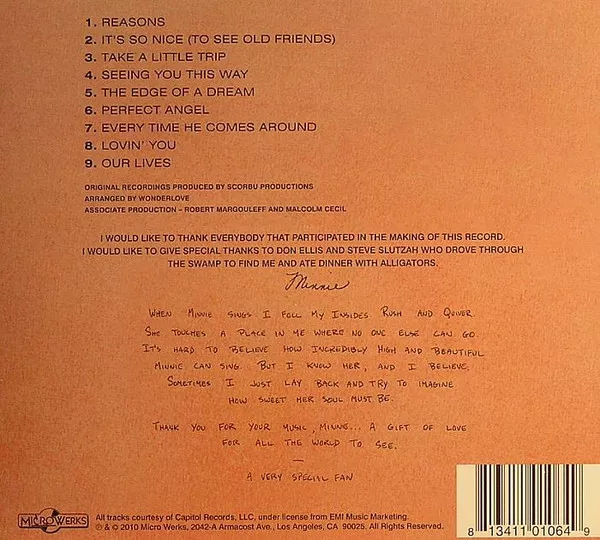 1. REASONS
2. IT'S SO NICE (TO SEE OLD FRIENDS)
3. TAKE A LITTLE TRIP
4. SEEING YOU THIS WAY
5. THE EDGE OF A DREAM
6. PERFECT ANGEL
7. EVERY TIME HE COMES AROUND
8. LOVIN' YOU
9. OUR LIVES
ORIGINAL RECORDINGS PRODUCED BY SCORBU PRODUCTIONS
ARRANGED BY WONDERLOVE
ASSOCIATE PRODUCTION – ROBERT MARGOULEFF AND MALCOLM CECIL
I WOULD LIKE TO THANK EVERYBODY THAT PARTICIPATED IN THE MAKING OF THIS RECORD.
I WOULD LIKE TO GIVE SPECIAL THANKS TO DON ELLIS AND STEVE SLUTZAH WHO DROVE THROUGH
THE SWAMP TO FIND ME AND ATE DINNER WITH ALLIGATORS.
Minnie
WHEN MINNIE SINGS I FELL MY INSIDES RUSH AND QUIVER.
SHE TOUCHES A PLACE IN ME WHERE NO ONE ELSE CAN GO.
IT'S HARD TO BELIEVE HOW INCREDIBLY HIGH AND BEAUTIFUL
MINNIE CAN SING. BUT I KNOW HER, AND I BELIEVE.
SOMETIMES I JUST LAY BACK AND TRY TO IMAGINE
HOW SWEET HER SOUL MUST BE.
THANK YOU FOR YOUR MUSIC, MINNIE... A GIFT OF LOVE
FOR ALL THE WORLD TO SEE.
—
A VERY SPECIAL FAN
MICRO WERKS
All tracks courtesy of Capitol Records, LLC, under license from EMI Music Marketing.
℗ & © 2010 Micro Werks, 2042-A Armacost Ave., Los Angeles, CA 90025. All Rights Reserved.
8 13411 01064 9